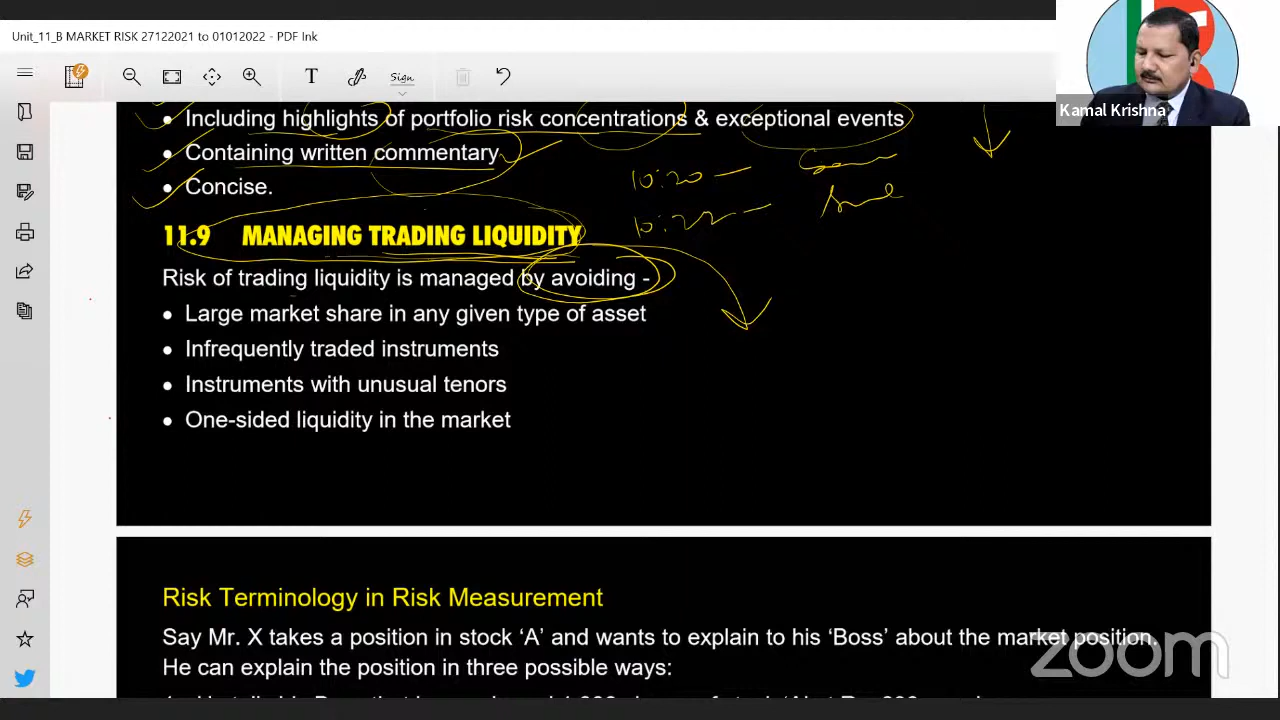 Unit_11_B MARKET RISK 27122021 to 01012022 - PDF Ink
T
Sign
Kamal Krishna
• Including highlights of portfolio risk concentrations & exceptional events
• Containing written commentary
• Concise.
10:20 —
10:22 —
11.9 MANAGING TRADING LIQUIDITY
Risk of trading liquidity is managed by avoiding -
• Large market share in any given type of asset
• Infrequently traded instruments
• Instruments with unusual tenors
• One-sided liquidity in the market
Risk Terminology in Risk Measurement
Say Mr. X takes a position in stock ‘A’ and wants to explain to his ‘Boss’ about the market position.
He can explain the position in three possible ways:
zoom